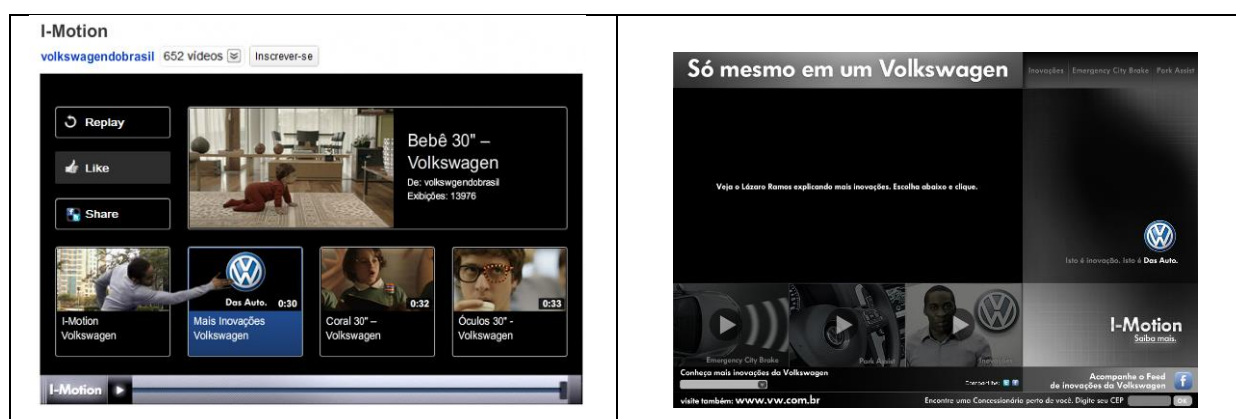 I-Motion
volkswagendobrasil 652 vídeos Inscrever-se
Replay
Like
Share
Bebê 30" –
Volkswagen
De: volkswgendobrasil
Exibições: 13976
Das Auto. 0:30
0:32
0:33
I-Motion
Volkswagen
Mais Inovações
Volkswagen
Coral 30" –
Volkswagen
Óculos 30" -
Volkswagen
I-Motion
Só mesmo em um Volkswagen
Inovações Emergency City Brake Park Assist
Veja o Lázaro Ramos explicando mais inovações. Escolha abaixo e clique.
Isto é inovação. Isto é Das Auto.
Emergency City Brake
Park Assist
Inovações
I-Motion
Saiba mais.
Conheça mais inovações da Volkswagen
Compartilhe:
Acompanhe o Feed
de inovações da Volkswagen
visite também: www.vw.com.br
Encontre uma Concessionário perto de você. Digite seu CEP OK